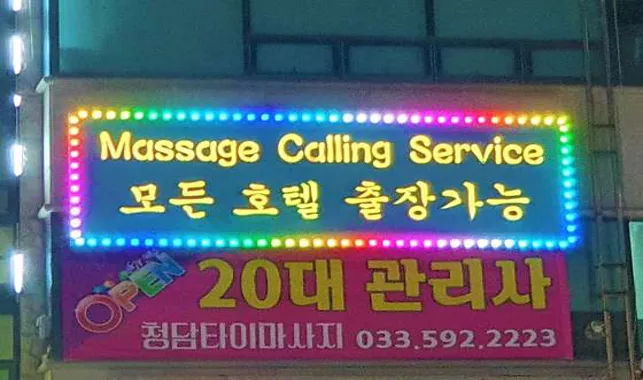 Massage Calling Service
모든 호텔 출장가능
OPEN 20대 관리사
청담타이마사지 033.592.2223